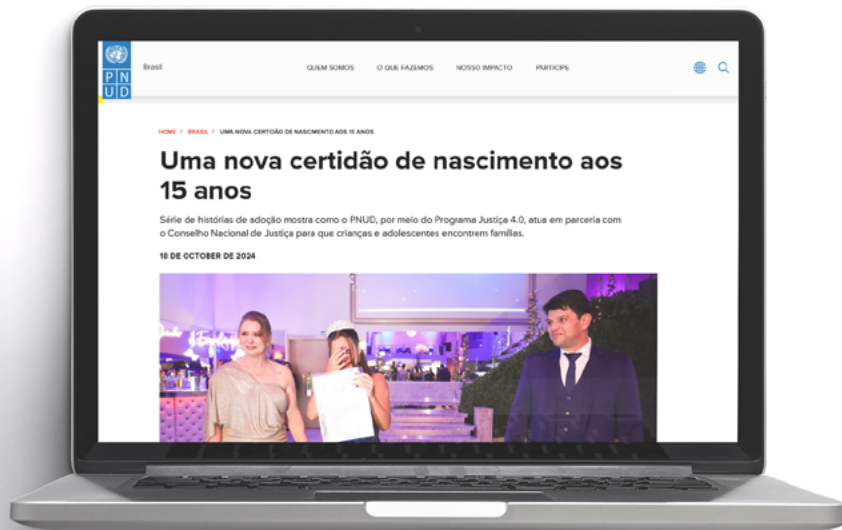 PNUD
Brasil
QUEM SOMOS
O QUE FAZEMOS
NOSSO IMPACTO
PARTICIPE
HOME / BRASIL / UMA NOVA CERTIDÃO DE NASCIMENTO AOS 15 ANOS
Uma nova certidão de nascimento aos
15 anos
Série de histórias de adoção mostra como o PNUD, por meio do Programa Justiça 4.0, atua em parceria com
o Conselho Nacional de Justiça para que crianças e adolescentes encontrem famílias.
18 DE OCTOBER DE 2024